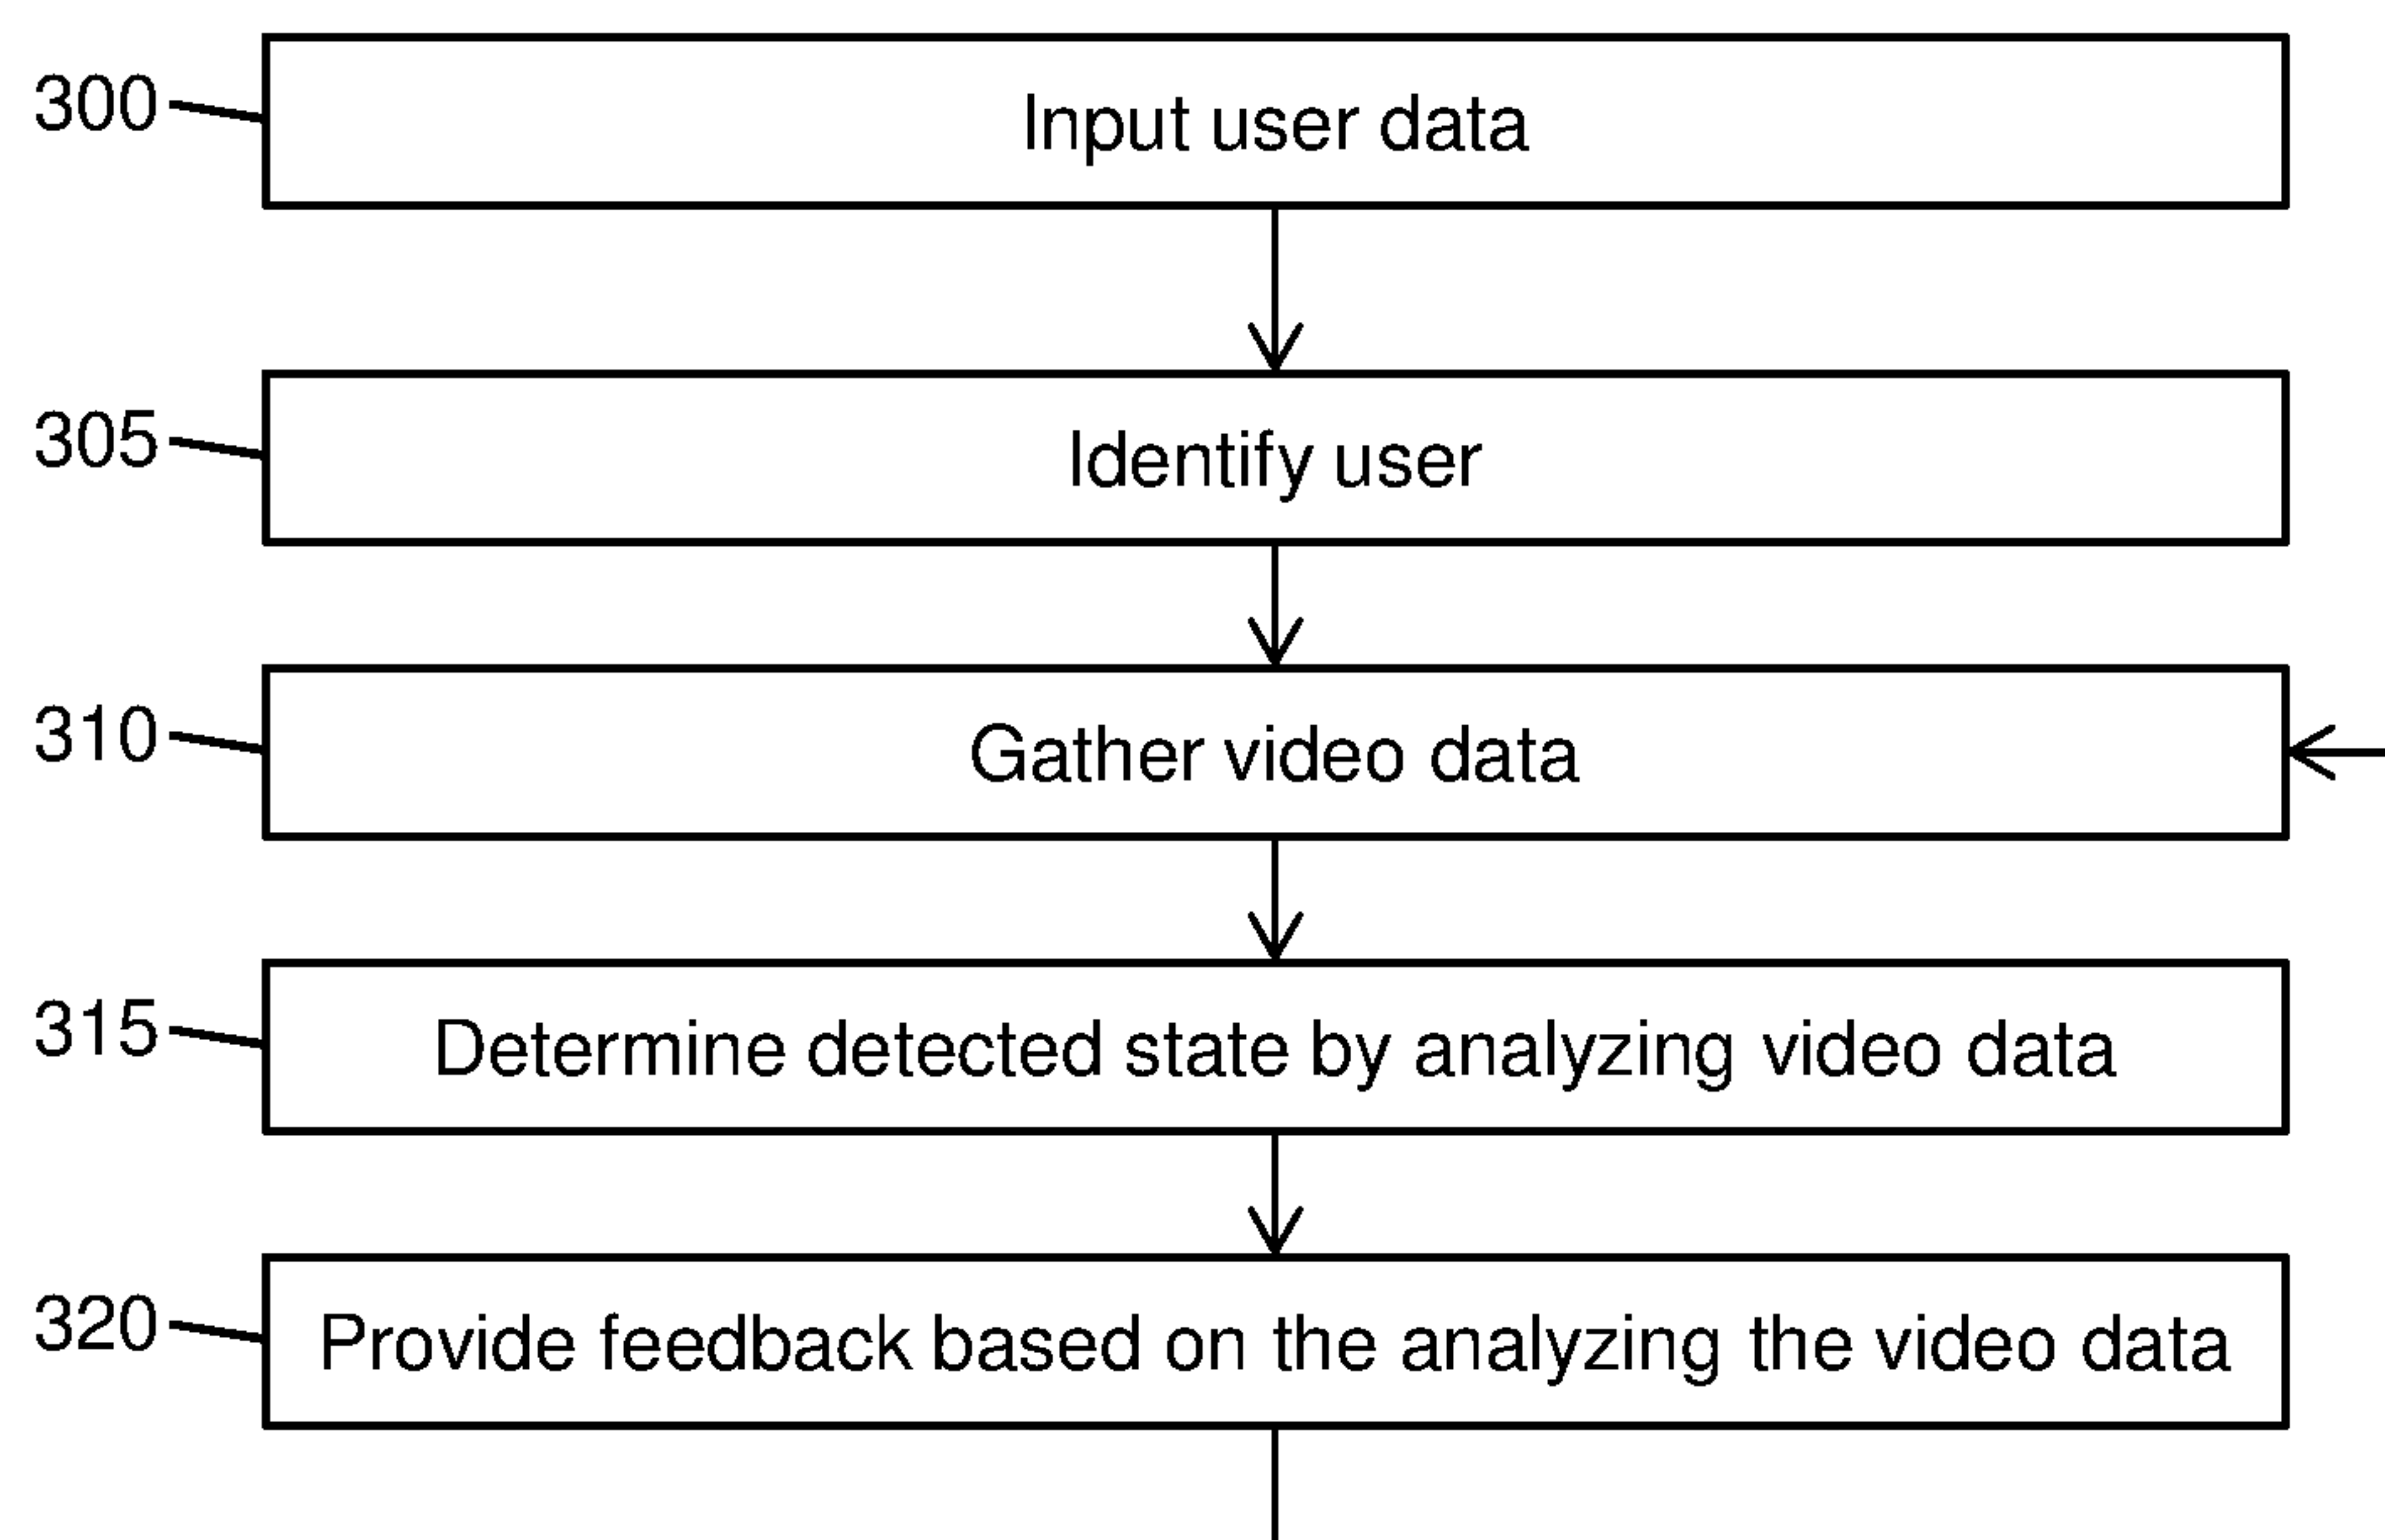 300
Input user data
305
Identify user
310
Gather video data
315
Determine detected state by analyzing video data
320
Provide feedback based on the analyzing the video data